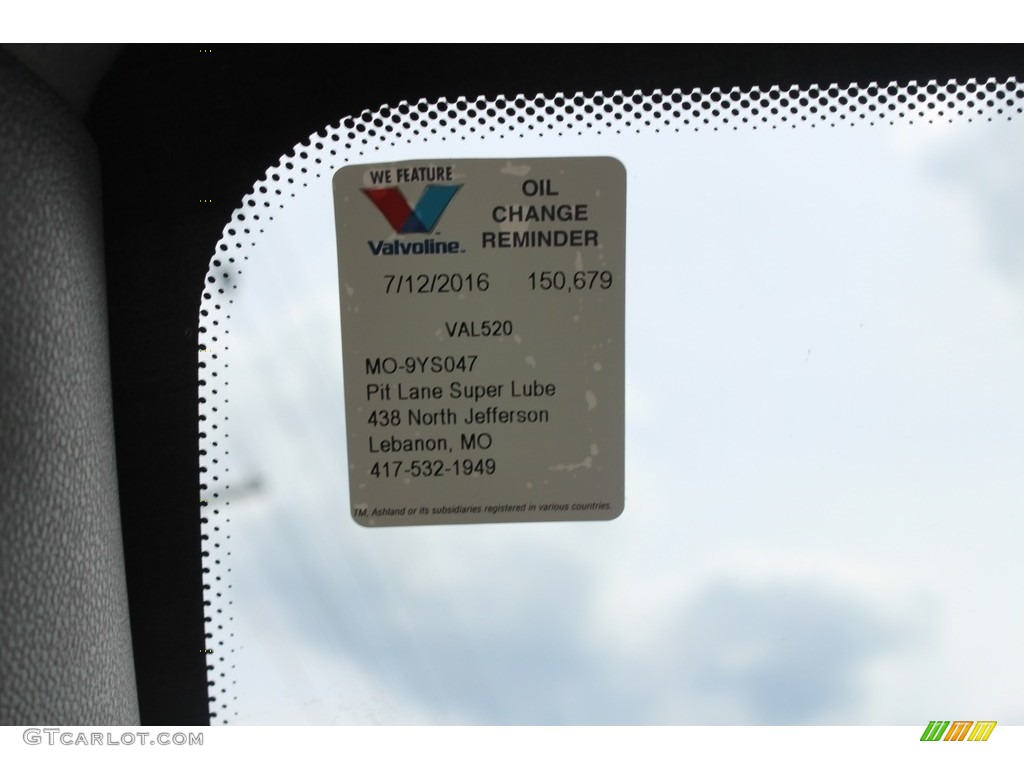 WE FEATURE
Valvoline™
OIL
CHANGE
REMINDER
7/12/2016 150,679
VAL520
MO-9YS047
Pit Lane Super Lube
438 North Jefferson
Lebanon, MO
417-532-1949
TM, Ashland or its subsidiaries registered in various countries.
GTCARLOT.COM